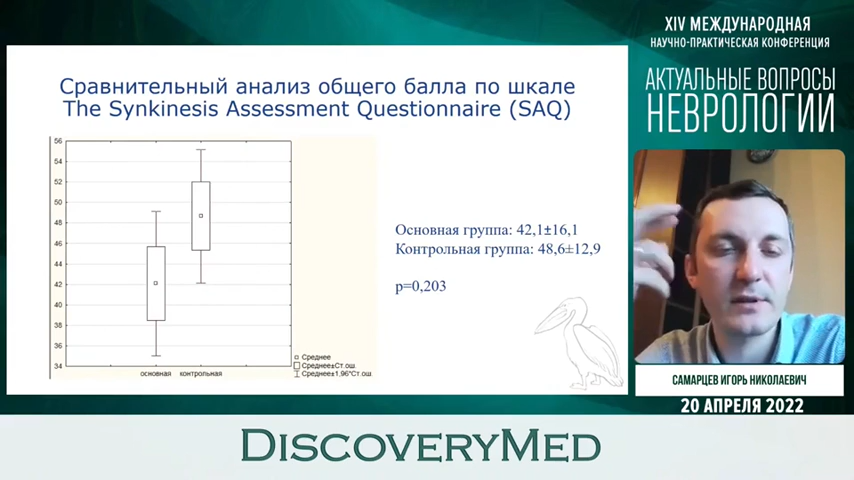 XIV МЕЖДУНАРОДНАЯ
НАУЧНО-ПРАКТИЧЕСКАЯ КОНФЕРЕНЦИЯ
АКТУАЛЬНЫЕ ВОПРОСЫ
НЕВРОЛОГИИ
Сравнительный анализ общего балла по шкале
The Synkinesis Assessment Questionnaire (SAQ)
56
54
52
50
48
46
44
42
40
38
36
34
основная контрольная
Среднее
Среднее±Ст.ош.
Среднее±1,96*Ст.ош.
Основная группа: 42,1±16,1
Контрольная группа: 48,6±12,9
p=0,203
САМАРЦЕВ ИГОРЬ НИКОЛАЕВИЧ
20 АПРЕЛЯ 2022
DISCOVERYMED